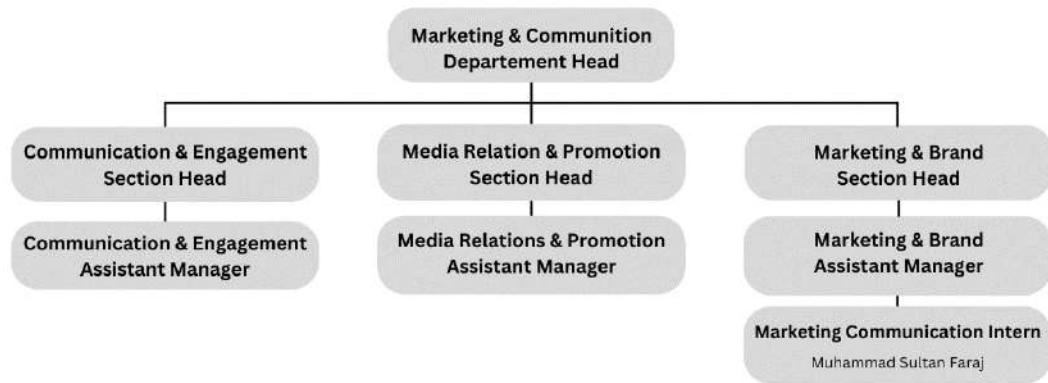 Marketing & Communition
Departement Head
Communication & Engagement
Section Head
Media Relation & Promotion
Section Head
Marketing & Brand
Section Head
Communication & Engagement
Assistant Manager
Media Relations & Promotion
Assistant Manager
Marketing & Brand
Assistant Manager
Marketing Communication Intern
Muhammad Sultan Faraj